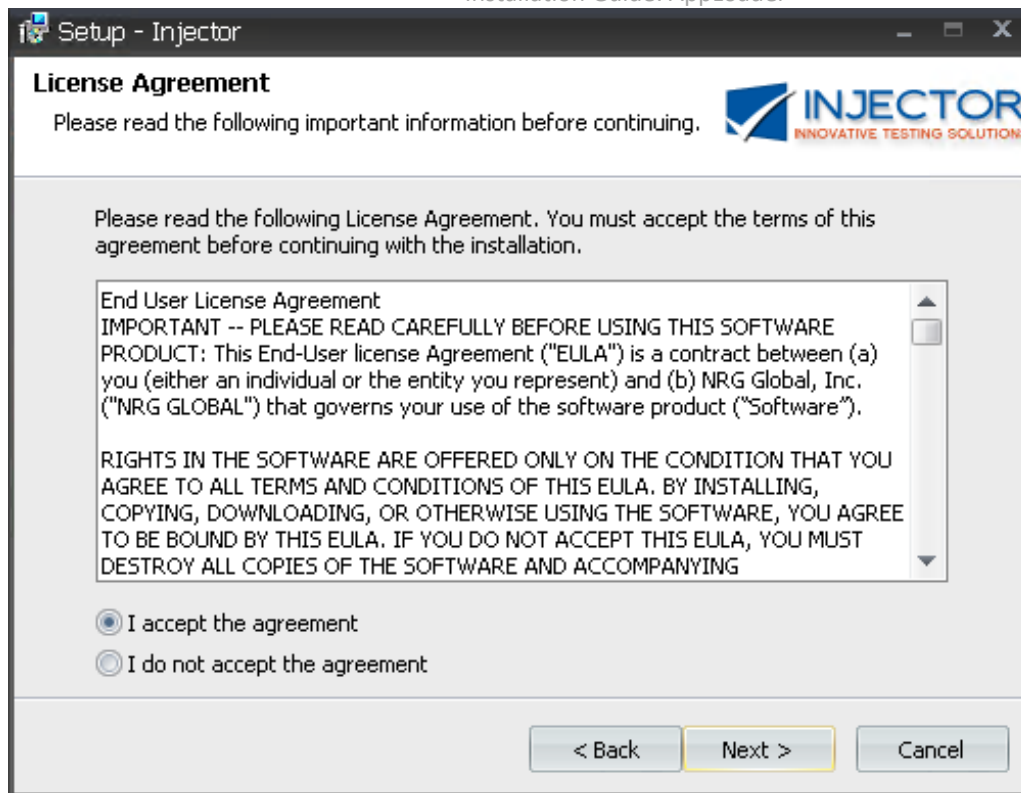 Setup - Injector
License Agreement
Please read the following important information before continuing.
INJECTOR
INNOVATIVE TESTING SOLUTION
Please read the following License Agreement. You must accept the terms of this
agreement before continuing with the installation.
End User License Agreement
IMPORTANT -- PLEASE READ CAREFULLY BEFORE USING THIS SOFTWARE
PRODUCT: This End-User license Agreement ("EULA") is a contract between (a)
you (either an individual or the entity you represent) and (b) NRG Global, Inc.
("NRG GLOBAL") that governs your use of the software product ("Software").
RIGHTS IN THE SOFTWARE ARE OFFERED ONLY ON THE CONDITION THAT YOU
AGREE TO ALL TERMS AND CONDITIONS OF THIS EULA. BY INSTALLING,
COPYING, DOWNLOADING, OR OTHERWISE USING THE SOFTWARE, YOU AGREE
TO BE BOUND BY THIS EULA. IF YOU DO NOT ACCEPT THIS EULA, YOU MUST
DESTROY ALL COPIES OF THE SOFTWARE AND ACCOMPANYING
I accept the agreement
I do not accept the agreement
< Back Next > Cancel